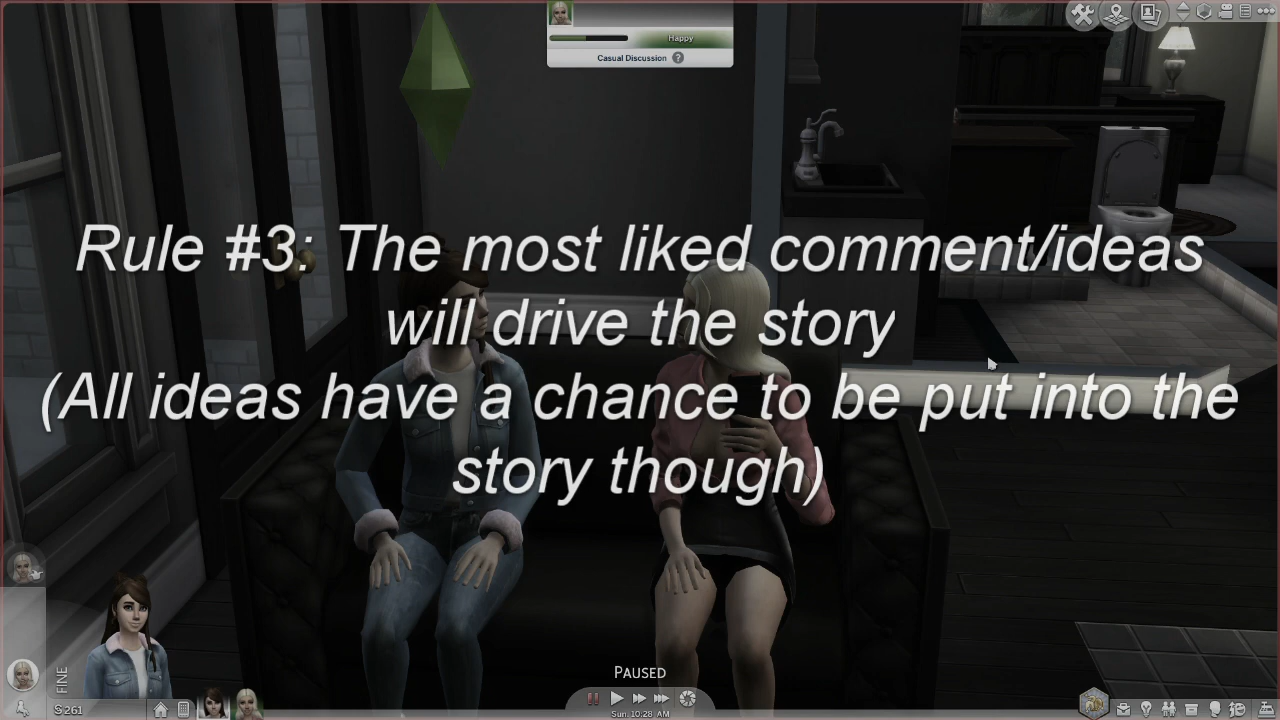 Happy
Casual Discussion ?
Rule #3: The most liked comment/ideas
will drive the story
(All ideas have a chance to be put into the
story though)
PAUSED
FINE
§261
Sun. 10:28 AM